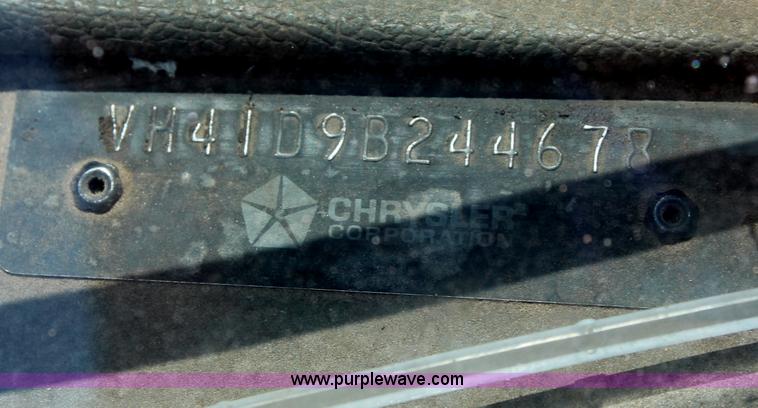 VH41D9B244678
CHRYSLER
CORPORATION
www.purplewave.com